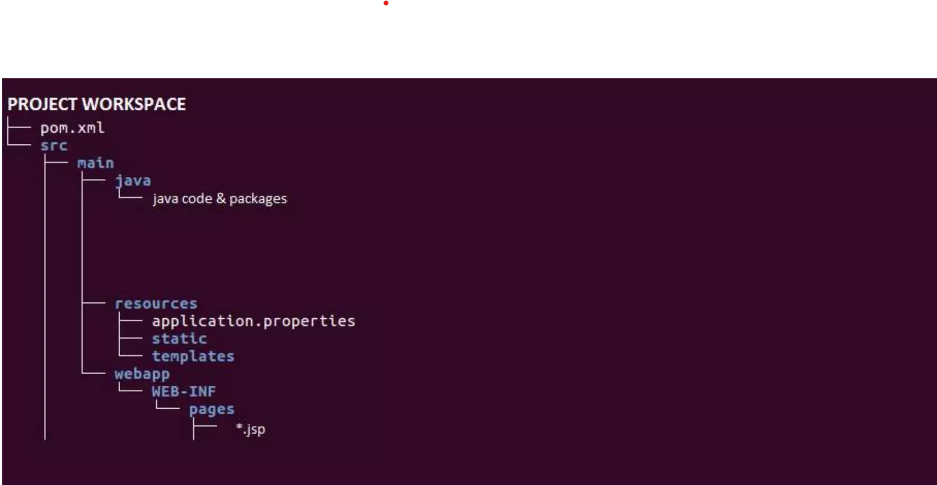 PROJECT WORKSPACE
pom.xml
src
main
java
java code & packages
resources
application.properties
static
templates
webapp
WEB-INF
pages
*.jsp